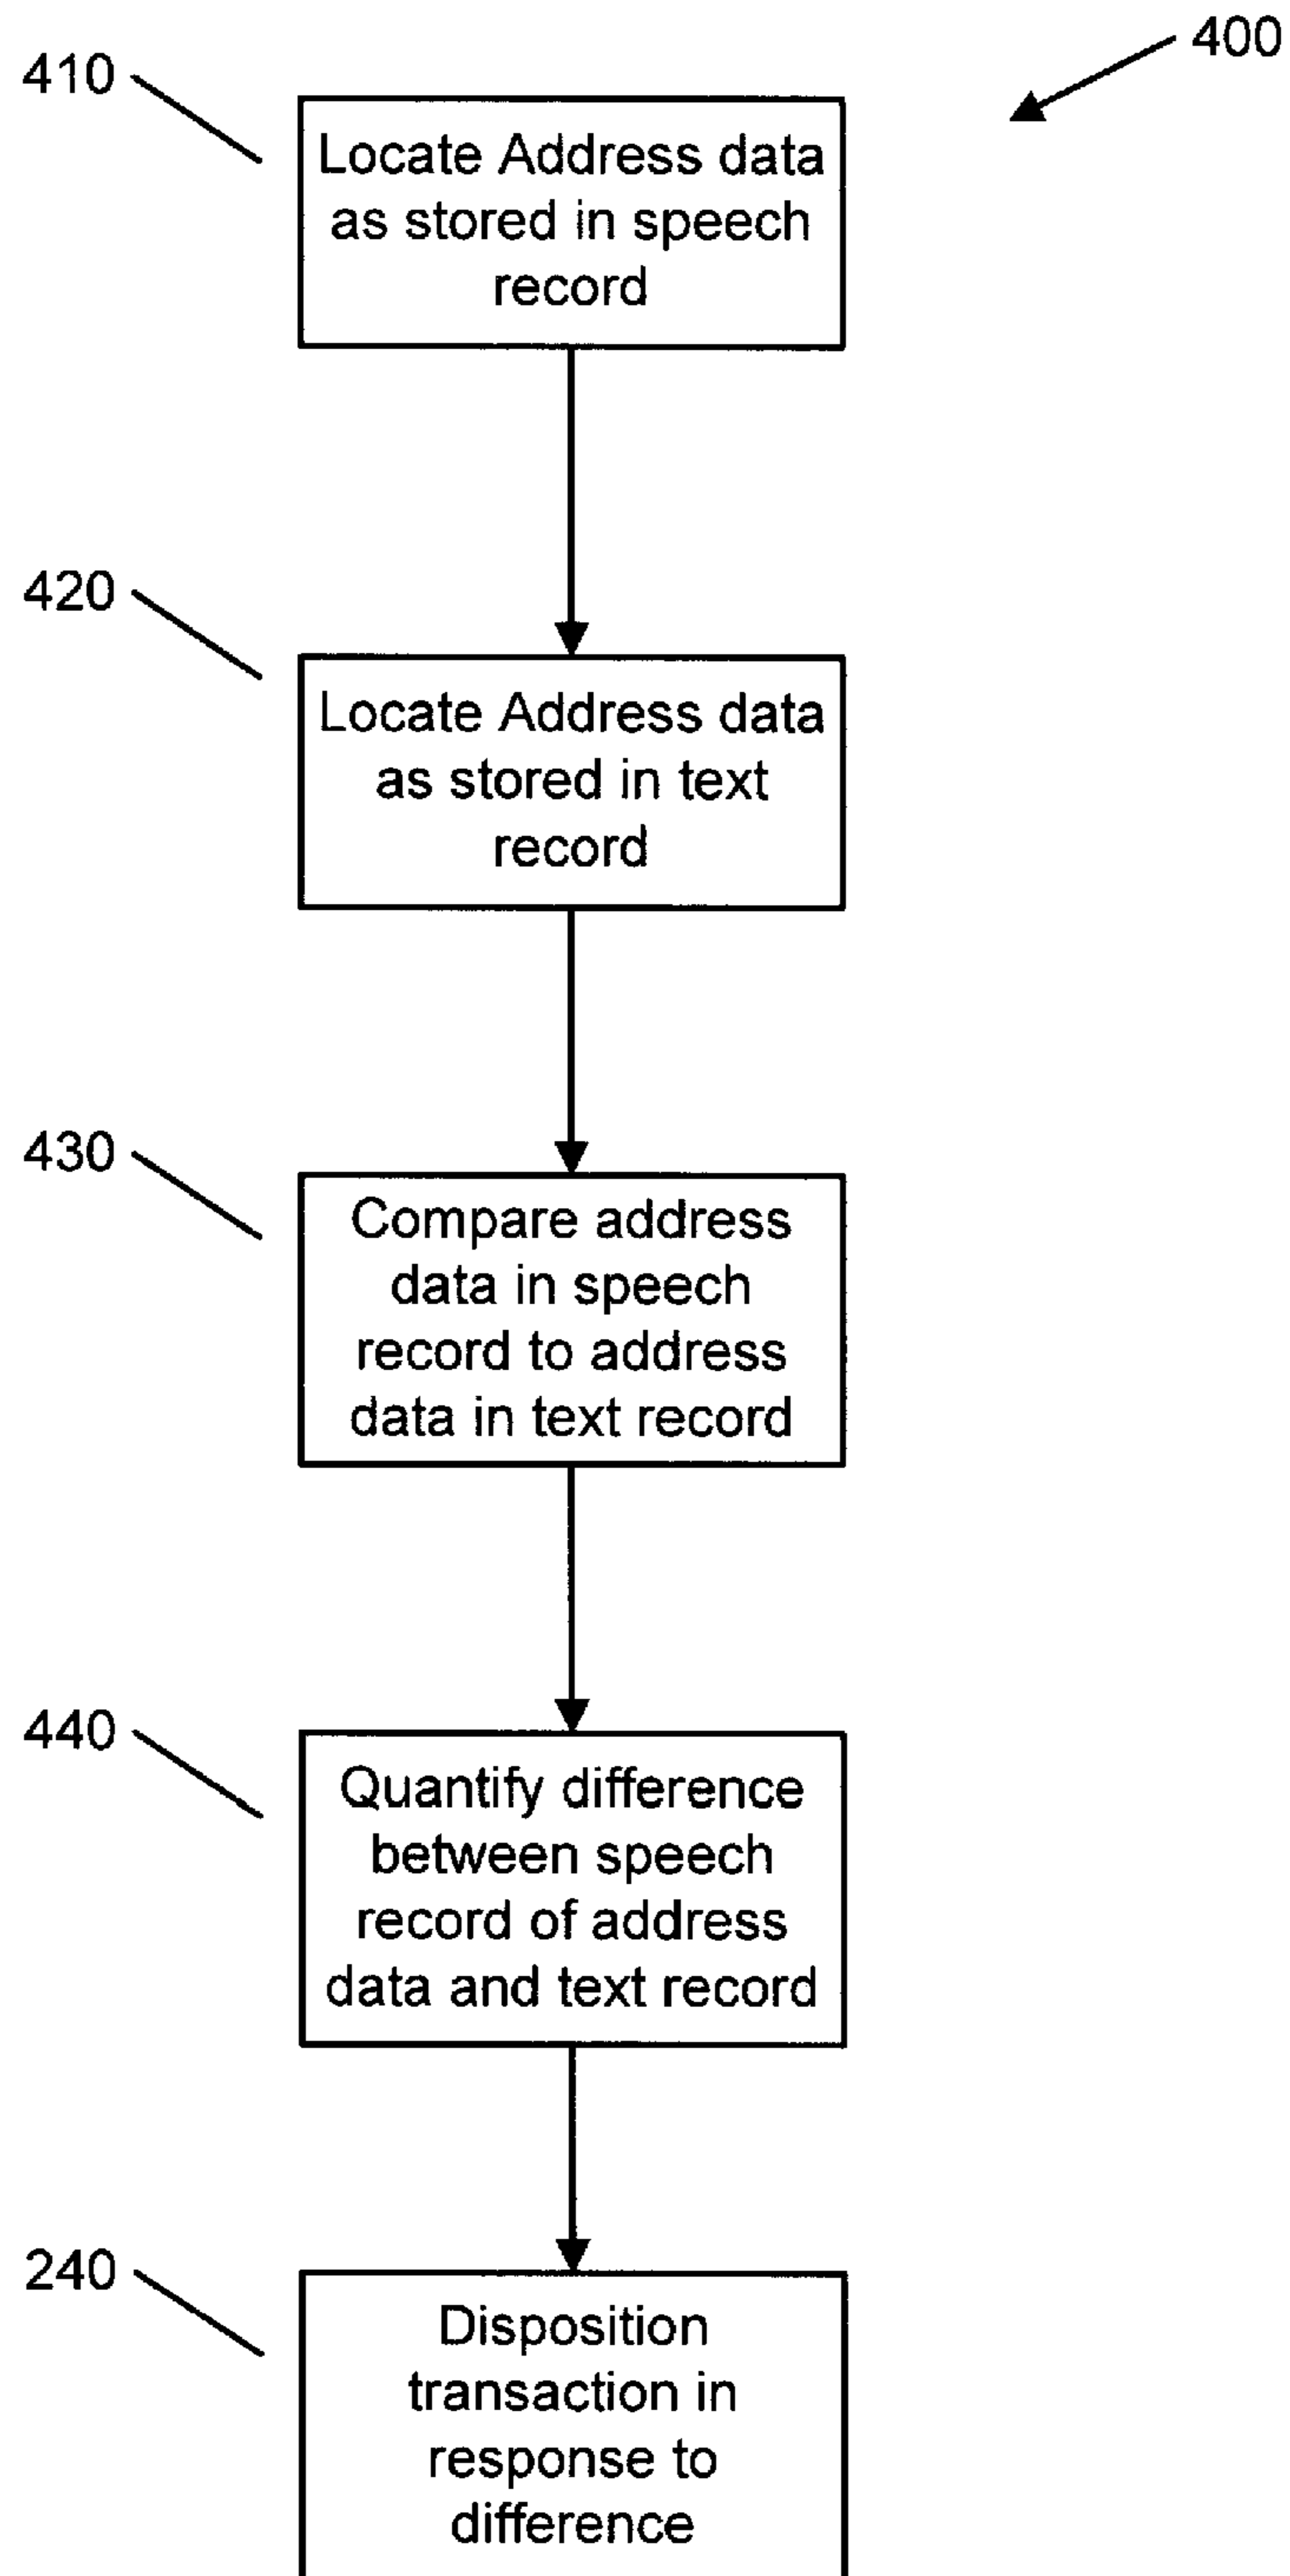 400
410
Locate Address data
as stored in speech
record
420
Locate Address data
as stored in text
record
430
Compare address
data in speech
record to address
data in text record
440
Quantify difference
between speech
record of address
data and text record
240
Disposition
transaction in
response to
difference